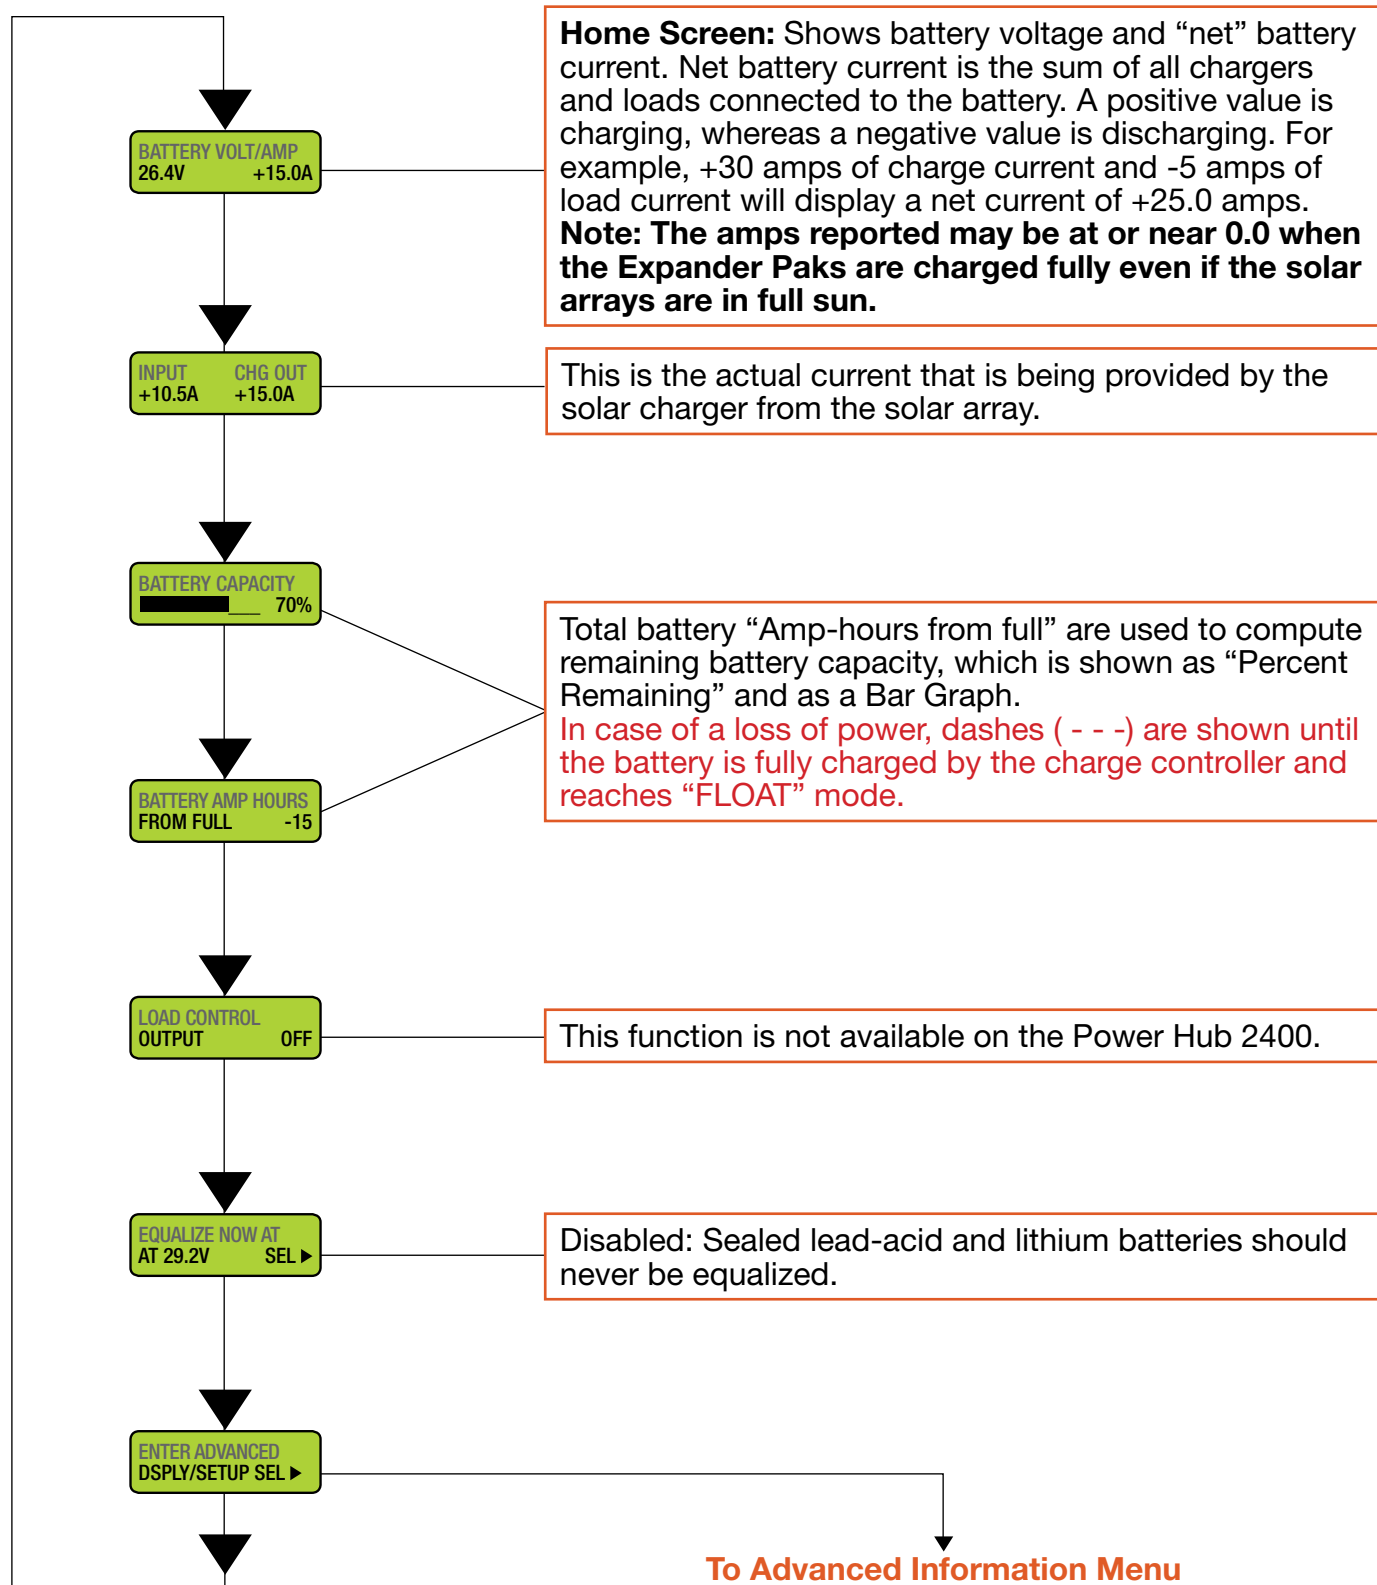 Home Screen: Shows battery voltage and “net” battery
current. Net battery current is the sum of all chargers
and loads connected to the battery. A positive value is
charging, whereas a negative value is discharging. For
example, +30 amps of charge current and -5 amps of
load current will display a net current of +25.0 amps.
Note: The amps reported may be at or near 0.0 when
the Expander Paks are charged fully even if the solar
arrays are in full sun.
BATTERY VOLT/AMP
26.4V +15.0A
INPUT CHG OUT
+10.5A +15.0A
This is the actual current that is being provided by the
solar charger from the solar array.
BATTERY CAPACITY
70%
Total battery “Amp-hours from full” are used to compute
remaining battery capacity, which is shown as “Percent
Remaining” and as a Bar Graph.
In case of a loss of power, dashes ( - - -) are shown until
the battery is fully charged by the charge controller and
reaches “FLOAT” mode.
BATTERY AMP HOURS
FROM FULL -15
LOAD CONTROL
OUTPUT OFF
This function is not available on the Power Hub 2400.
EQUALIZE NOW AT
AT 29.2V SEL ▶
Disabled: Sealed lead-acid and lithium batteries should
never be equalized.
ENTER ADVANCED
DSPLY/SETUP SEL ▶
To Advanced Information Menu